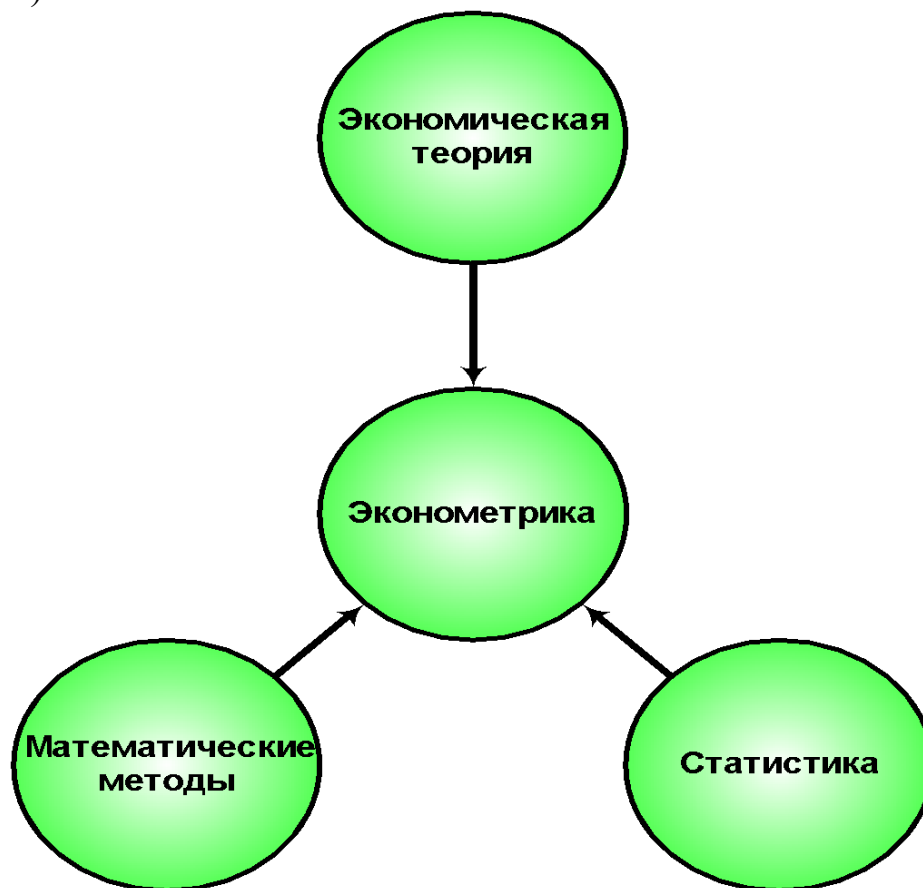 )
Экономическая
теория
Эконометрика
Математические
методы
Статистика